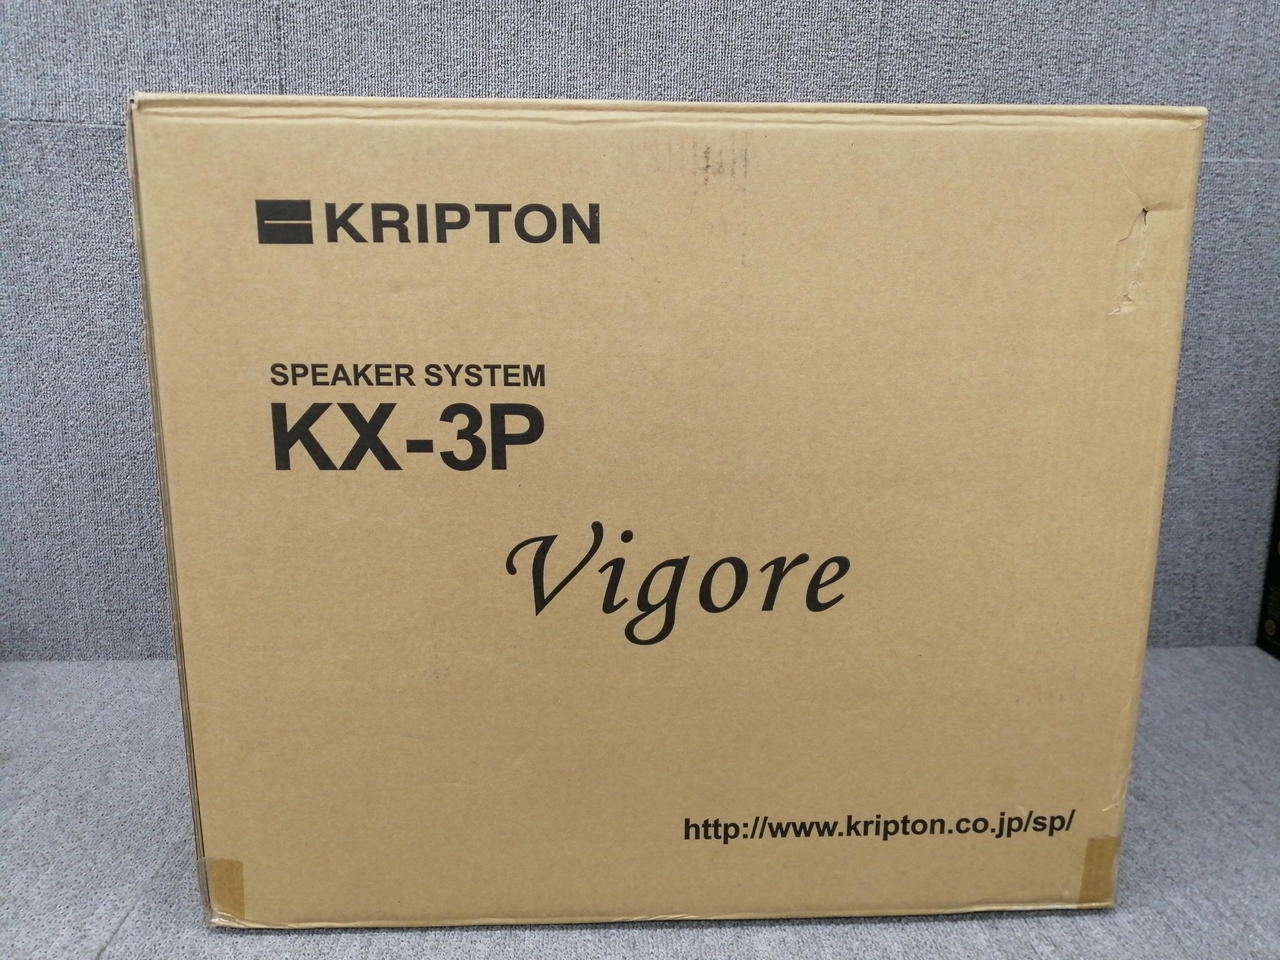 KRIPTON
SPEAKER SYSTEM
KX-3P
Vigore
http://www.kripton.co.jp/sp/